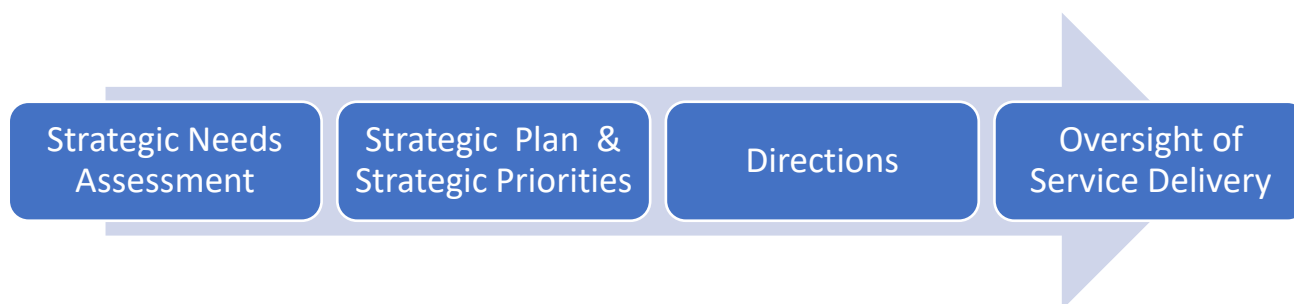 Strategic Needs
Assessment
Strategic Plan &
Strategic Priorities
Directions
Oversight of
Service Delivery